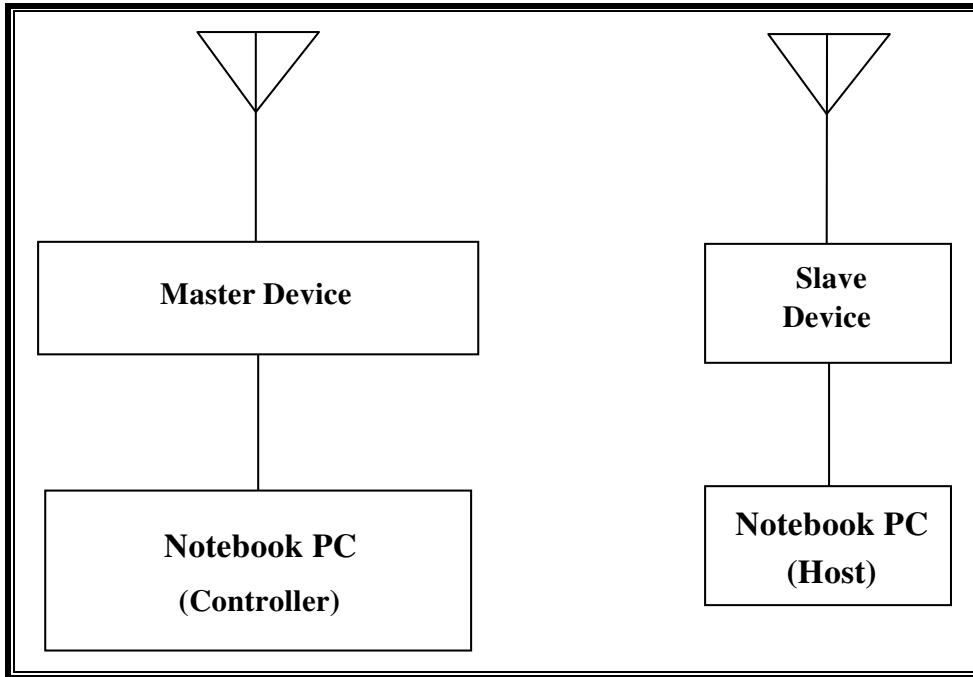 Master Device
Slave
Device
Notebook PC
(Controller)
Notebook PC
(Host)